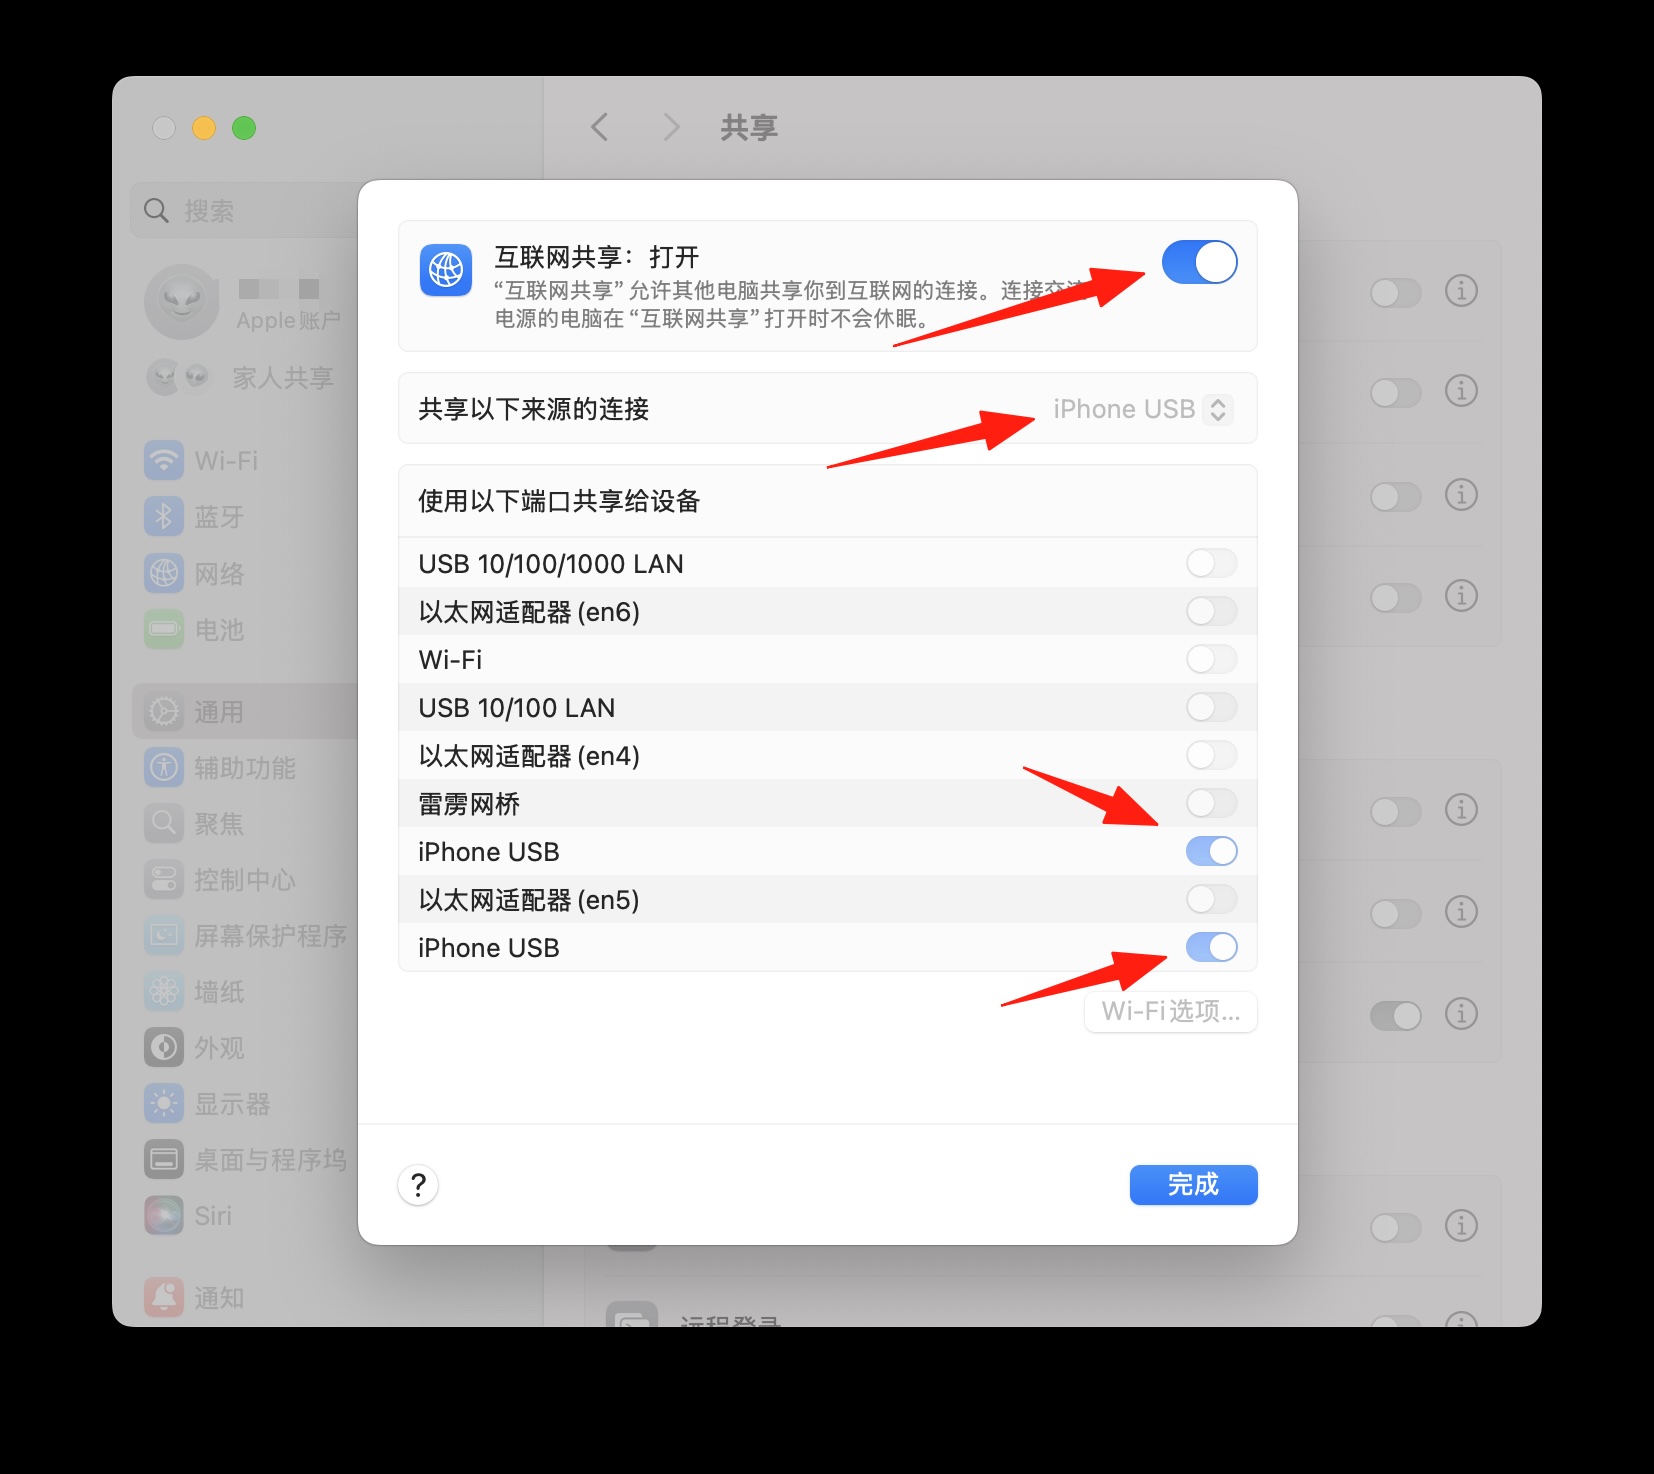 共享
搜索
Apple账户
家人共享
Wi-Fi
蓝牙
网络
电池
通用
辅助功能
聚焦
控制中心
屏幕保护程序
墙纸
外观
显示器
桌面与程序坞
Siri
通知
互联网共享：打开
“互联网共享”允许其他电脑共享你到互联网的连接。连接交流
电源的电脑在“互联网共享”打开时不会休眠。
共享以下来源的连接
iPhone USB
使用以下端口共享给设备
USB 10/100/1000 LAN
以太网适配器 (en6)
Wi-Fi
USB 10/100 LAN
以太网适配器 (en4)
雷雳网桥
iPhone USB
以太网适配器 (en5)
iPhone USB
Wi-Fi选项...
?
完成
远程登录